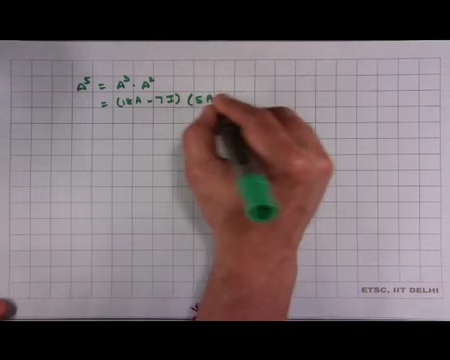 A⁵ = A³ · A²
= (18A - 7I) (5A
ETSC, IIT DELHI